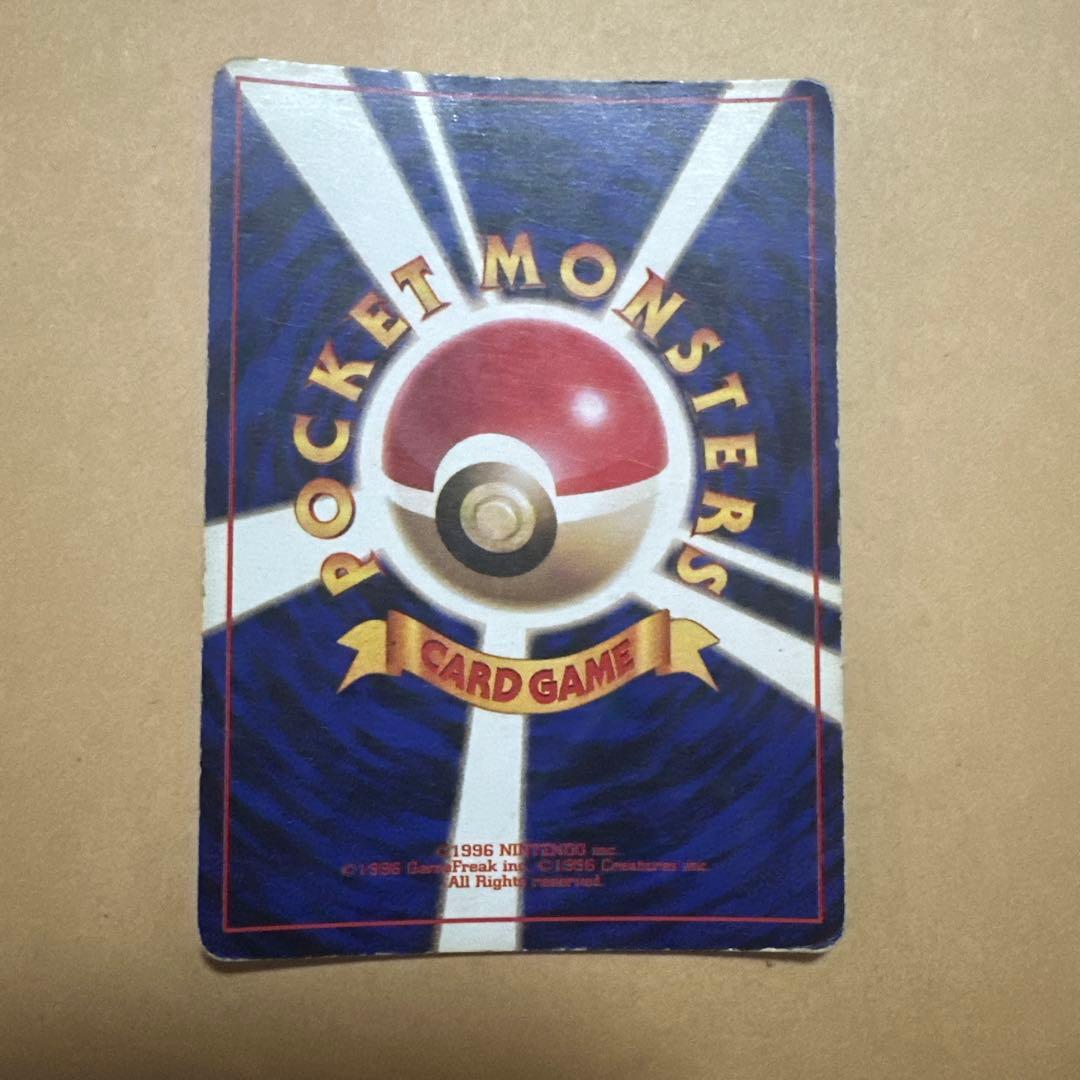 POCKET MONSTERS
CARD GAME
©1996 NINTENDO inc.
©1996 GameFreak inc. ©1996 Creatures inc.
All Rights reserved.